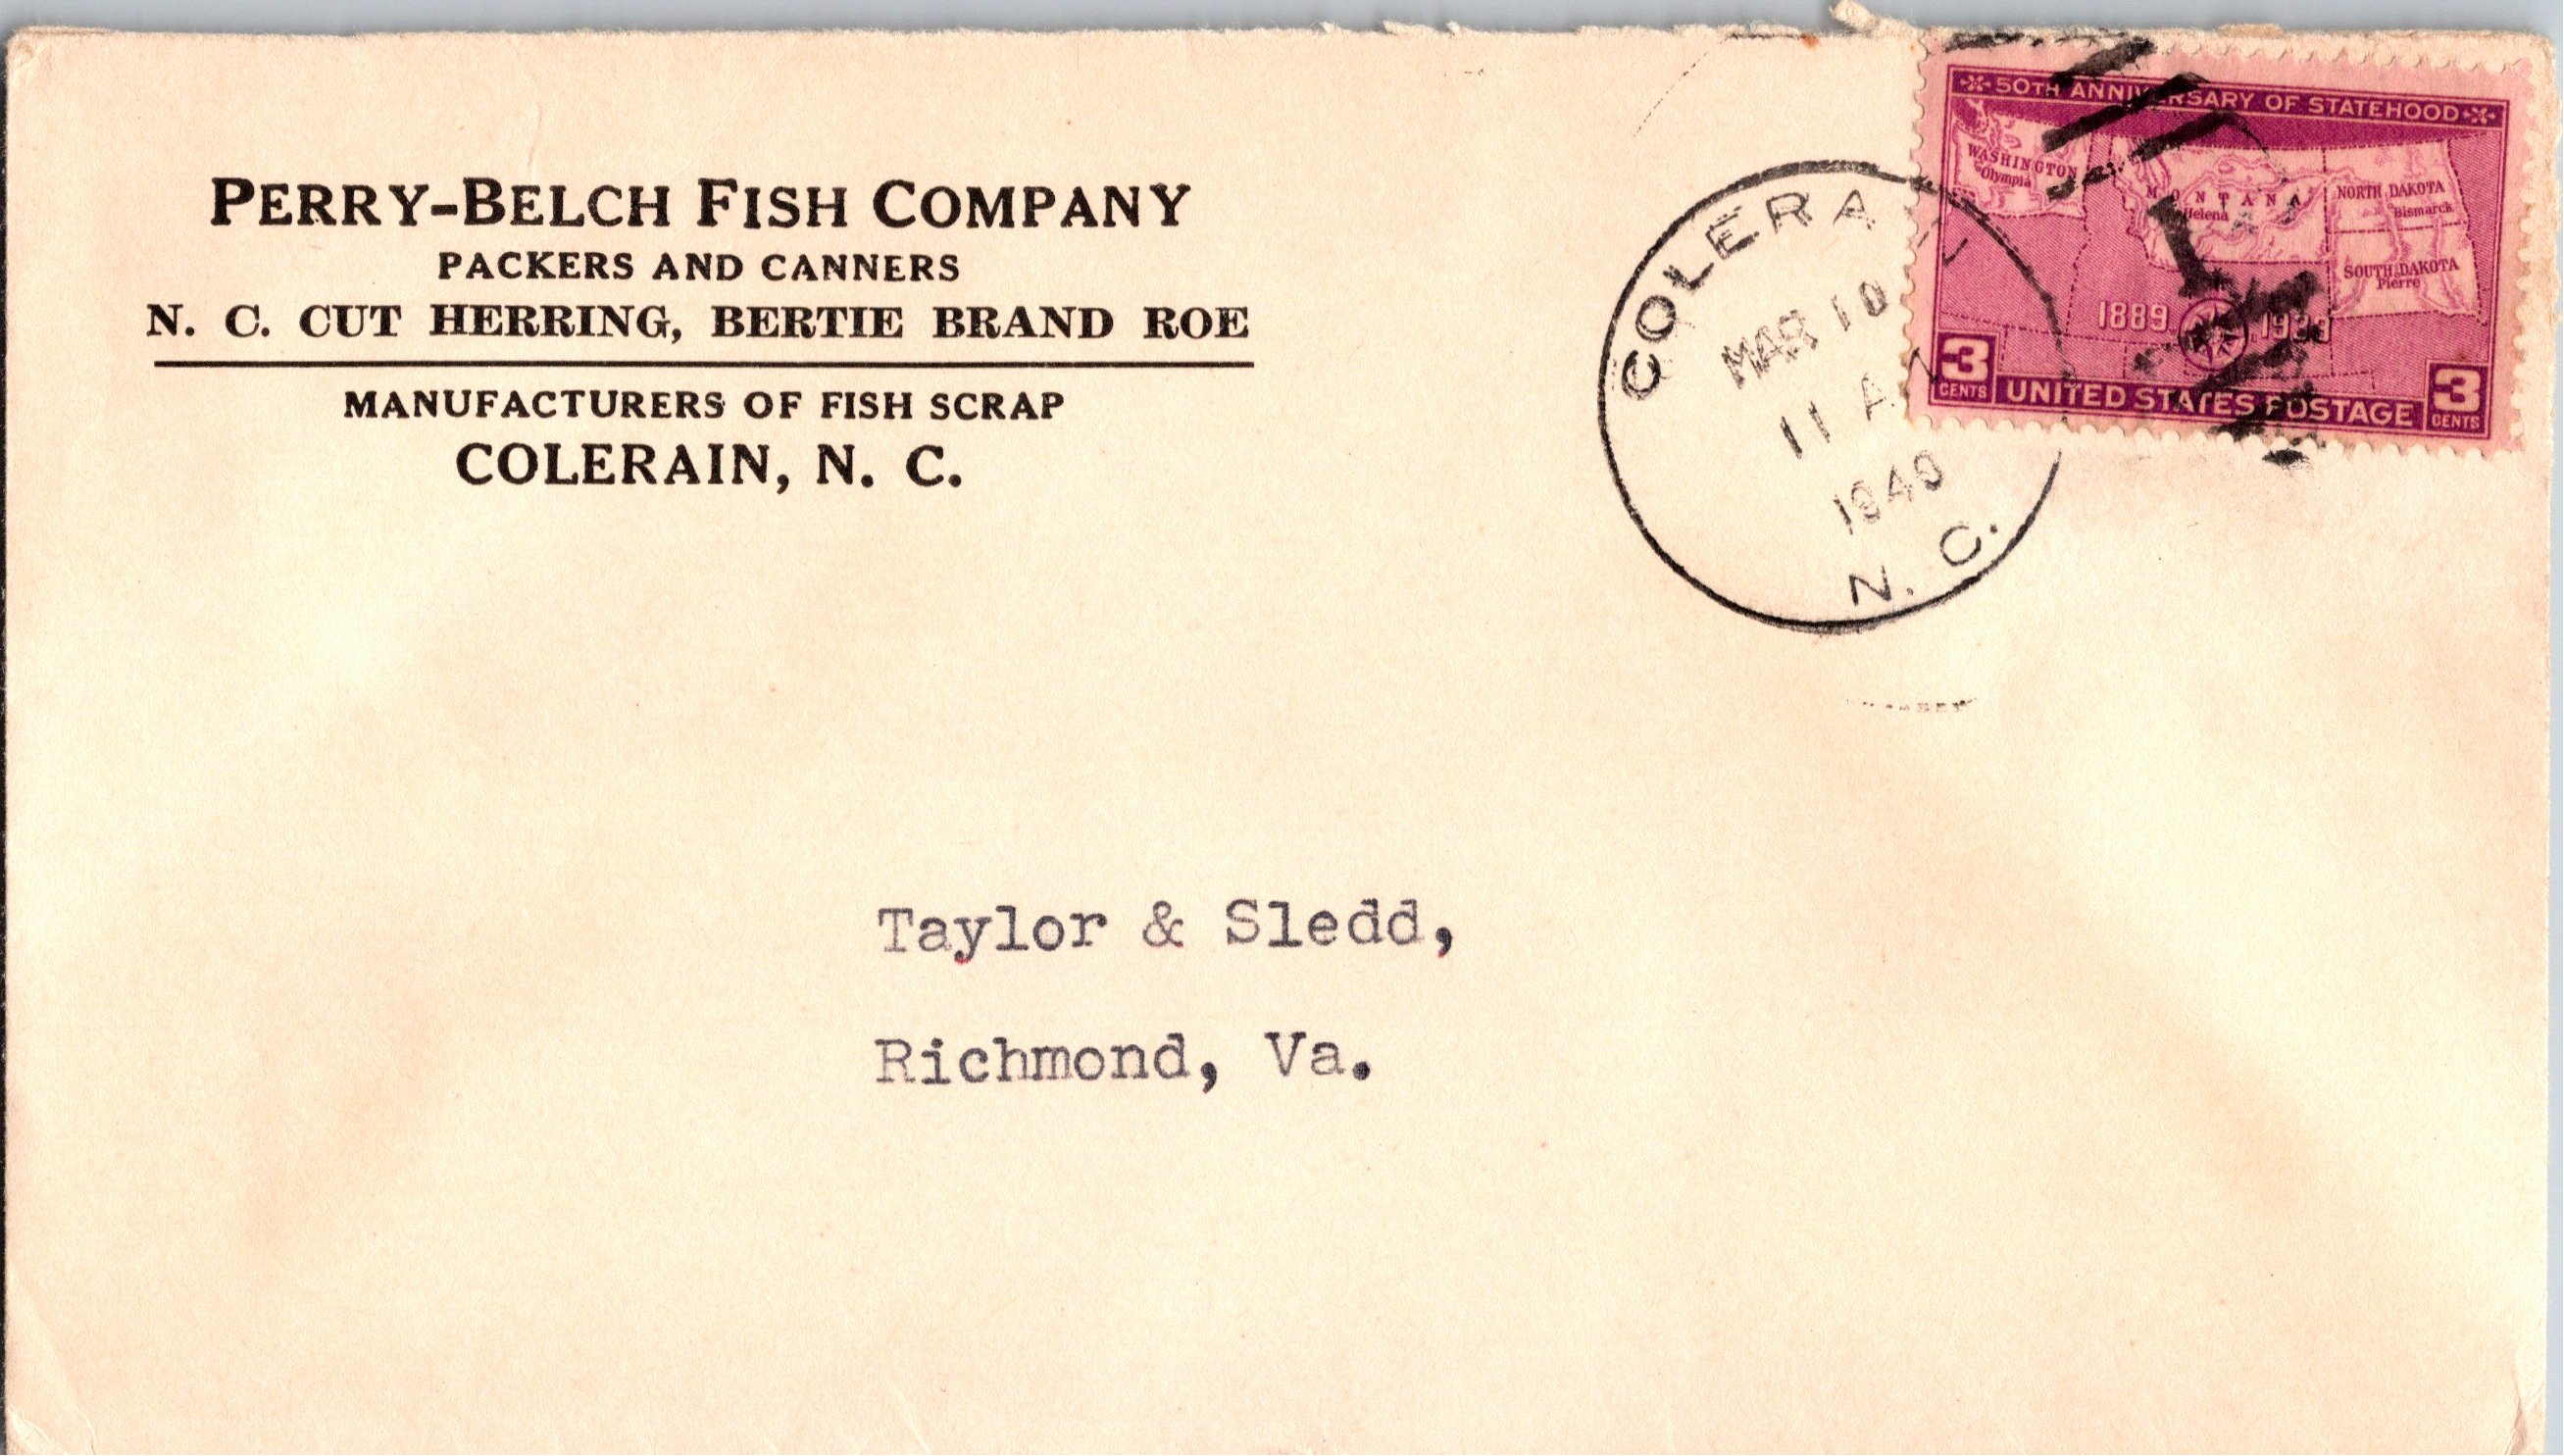 PERRY-BELCH FISH COMPANY
PACKERS AND CANNERS
N. C. CUT HERRING, BERTIE BRAND ROE
MANUFACTURERS OF FISH SCRAP
COLERAIN, N. C.
COLERA
MAR 10
11 A
1940
N. C.
50TH ANNIVERSARY OF STATEHOOD
WASHINGTON
Olympia
MONTANA
Helena
NORTH DAKOTA
Bismarck
SOUTH DAKOTA
Pierre
1889 1939
3 CENTS UNITED STATES POSTAGE 3 CENTS
Taylor & Sledd,
Richmond, Va.